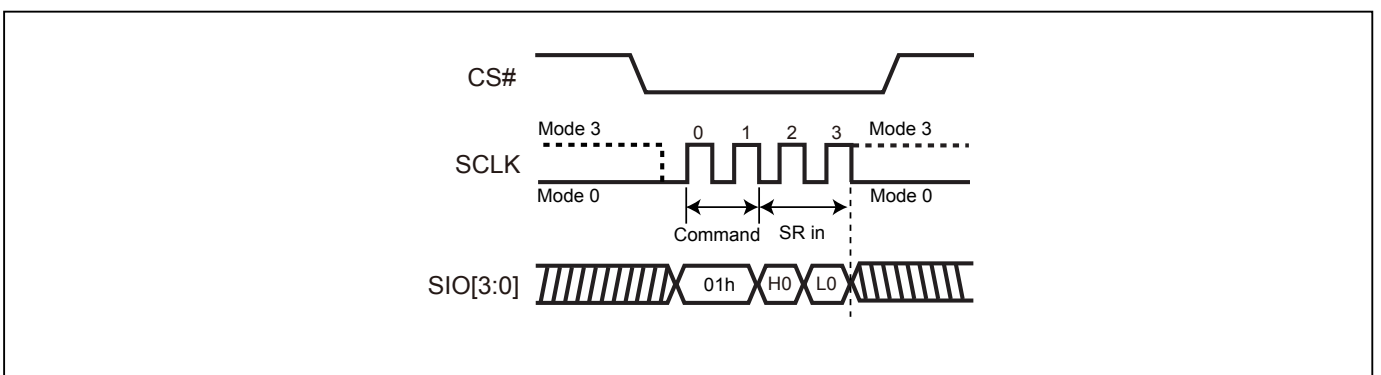 CS#
Mode 3 0 1 2 3 Mode 3
SCLK
Mode 0 Mode 0
Command SR in
SIO[3:0] 01h H0 L0